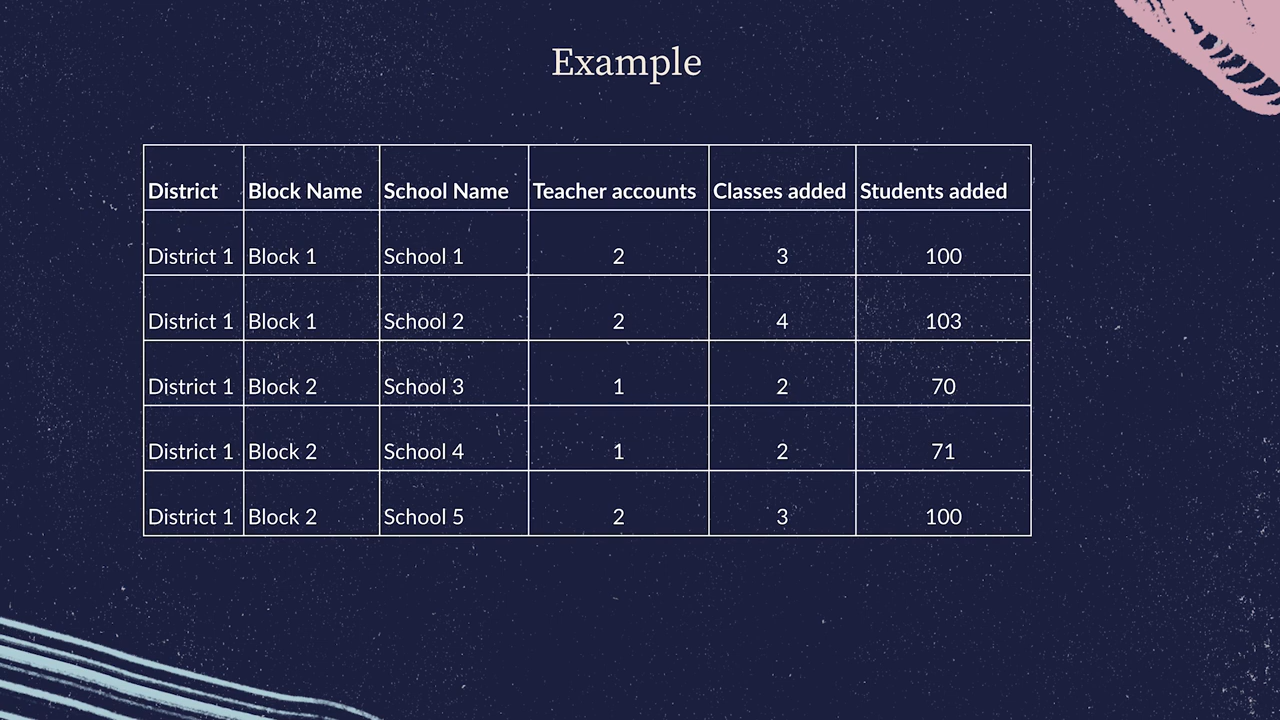 Example
District Block Name School Name Teacher accounts Classes added Students added
District 1 Block 1 School 1 2 3 100
District 1 Block 1 School 2 2 4 103
District 1 Block 2 School 3 1 2 70
District 1 Block 2 School 4 1 2 71
District 1 Block 2 School 5 2 3 100